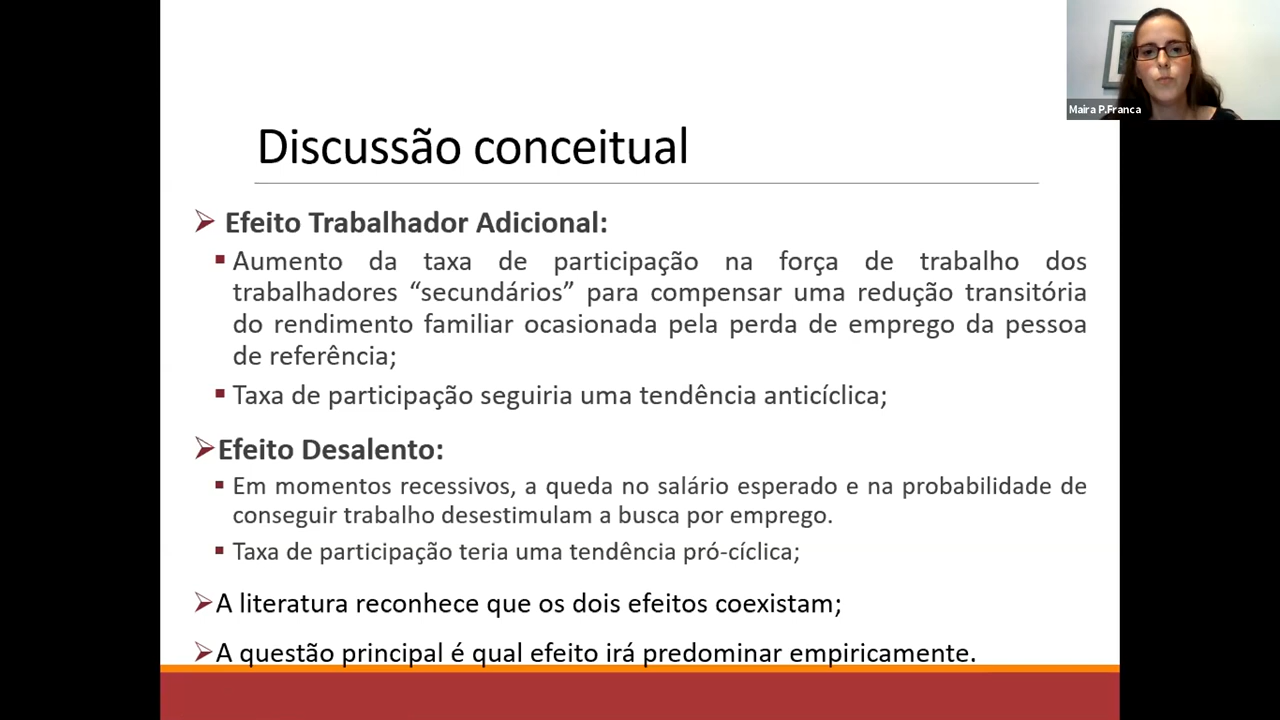 Maira P.Franca
Discussão conceitual
Efeito Trabalhador Adicional:
Aumento da taxa de participação na força de trabalho dos
trabalhadores “secundários” para compensar uma redução transitória
do rendimento familiar ocasionada pela perda de emprego da pessoa
de referência;
Taxa de participação seguiria uma tendência anticíclica;
Efeito Desalento:
Em momentos recessivos, a queda no salário esperado e na probabilidade de
conseguir trabalho desestimulam a busca por emprego.
Taxa de participação teria uma tendência pró-cíclica;
A literatura reconhece que os dois efeitos coexistam;
A questão principal é qual efeito irá predominar empiricamente.